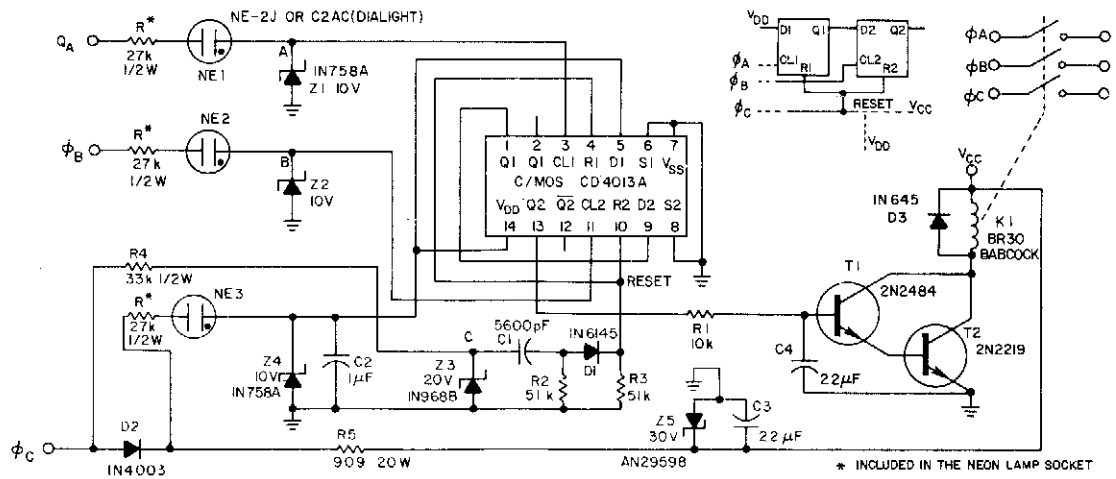 NE-2J OR C2AC(DIALIGHT)
QA
R*
27k
1/2W
NE1
A
IN758A
Z1 10V
ϕB
R*
27k
1/2W
NE2
B
Z2
10V
1 2 3 4 5 6 7
Q1 Q1 CL1 R1 D1 S1 VSS
C/MOS CD4013A
VDD Q2 Q2 CL2 R2 D2 S2
14 13 12 11 10 9 8
RESET
VDD
D1 Q1 D2 Q2
ϕA
CL1
R1
CL2
R2
ϕB
ϕC
RESET
VCC
VDD
ϕA
ϕB
ϕC
VCC
IN645
D3
K1
BR30
BABCOCK
T1
2N2484
T2
2N2219
R1
10k
C4
22µF
R4
33k 1/2W
R*
27k
1/2W
NE3
Z4
10V
IN758A
C2
1µF
C
Z3
20V
IN968B
5600pF
C1
IN6145
D1
R2
51k
R3
51k
Z5
30V
C3
22µF
ϕC
D2
IN4003
R5
909 20W
AN29598
* INCLUDED IN THE NEON LAMP SOCKET